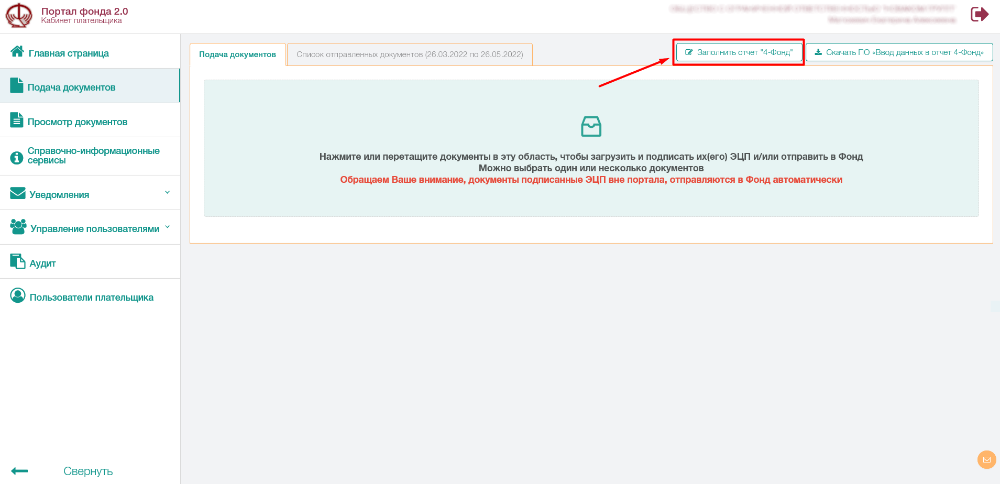 Портал фонда 2.0
Кабинет плательщика
Главная страница
Подача документов
Просмотр документов
Справочно-информационные
сервисы
Уведомления
Управление пользователями
Аудит
Пользователи плательщика
Свернуть
Подача документов
Список отправленных документов (26.03.2022 по 26.05.2022)
Заполнить отчет "4-Фонд"
Скачать ПО «Ввод данных в отчет 4-Фонд»
Нажмите или перетащите документы в эту область, чтобы загрузить и подписать их(его) ЭЦП и/или отправить в Фонд
Можно выбрать один или несколько документов
Обращаем Ваше внимание, документы подписанные ЭЦП вне портала, отправляются в Фонд автоматически